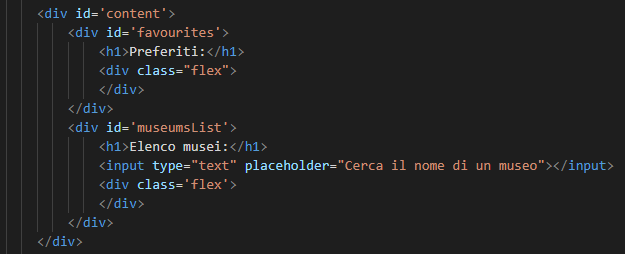 <div id='content'>
<div id='favourites'>
<h1>Preferiti:</h1>
<div class="flex">
</div>
</div>
<div id='museumsList'>
<h1>Elenco musei:</h1>
<input type="text" placeholder="Cerca il nome di un museo"></input>
<div class='flex'>
</div>
</div>
</div>